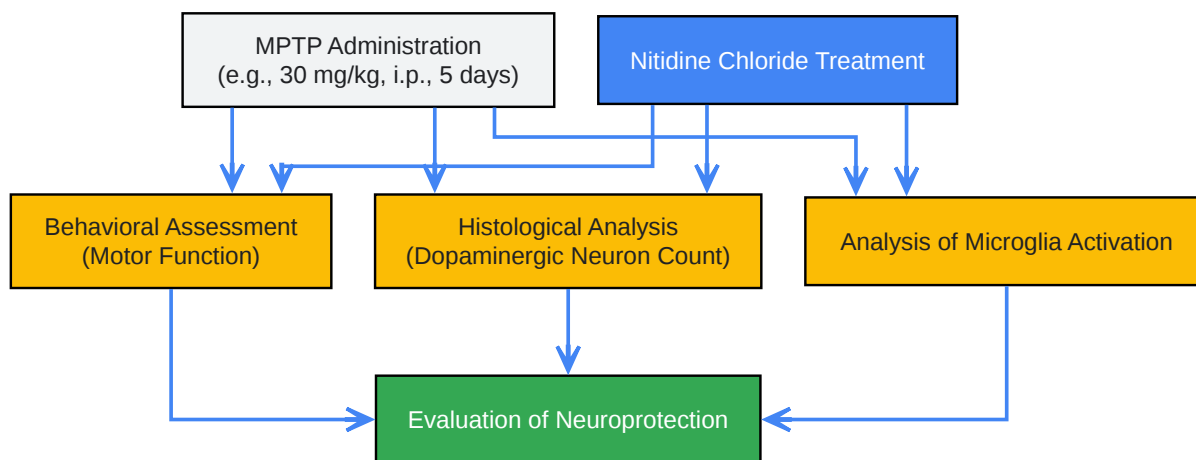 MPTP Administration
(e.g., 30 mg/kg, i.p., 5 days)
Nitidine Chloride Treatment
Behavioral Assessment
(Motor Function)
Histological Analysis
(Dopaminergic Neuron Count)
Analysis of Microglia Activation
Evaluation of Neuroprotection